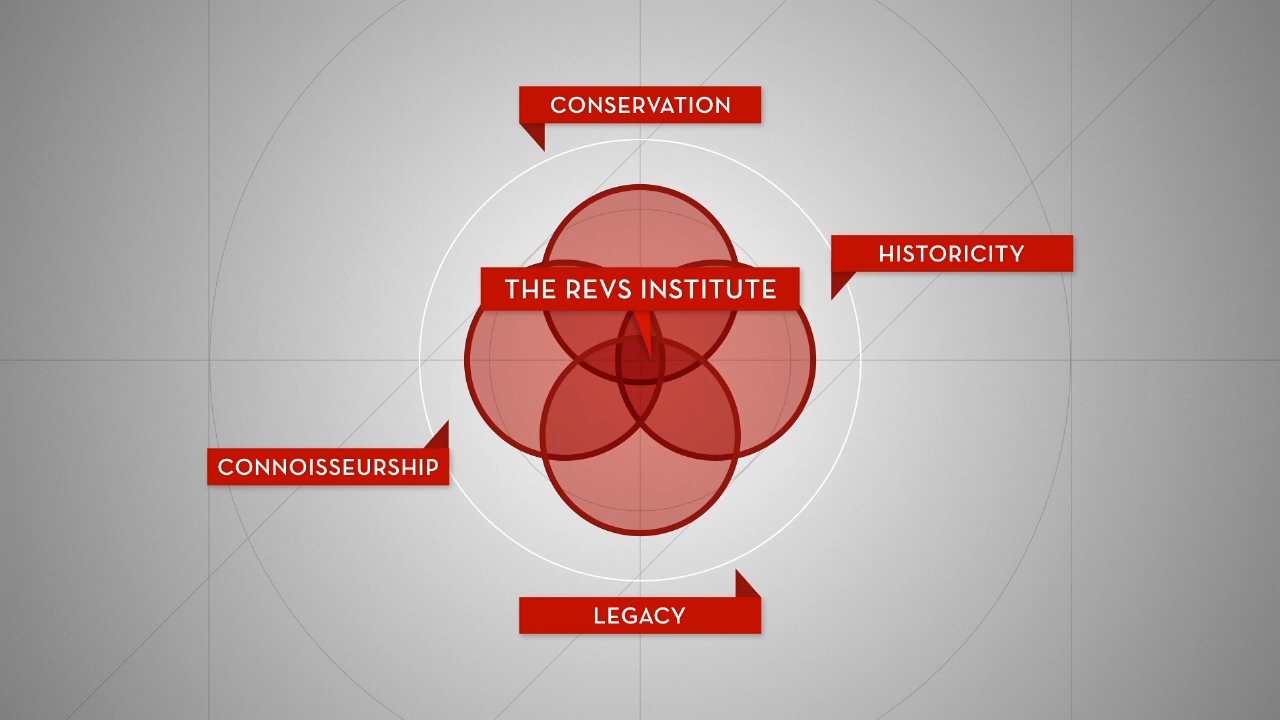 CONSERVATION
HISTORICITY
THE REVS INSTITUTE
CONNOISSEURSHIP
LEGACY